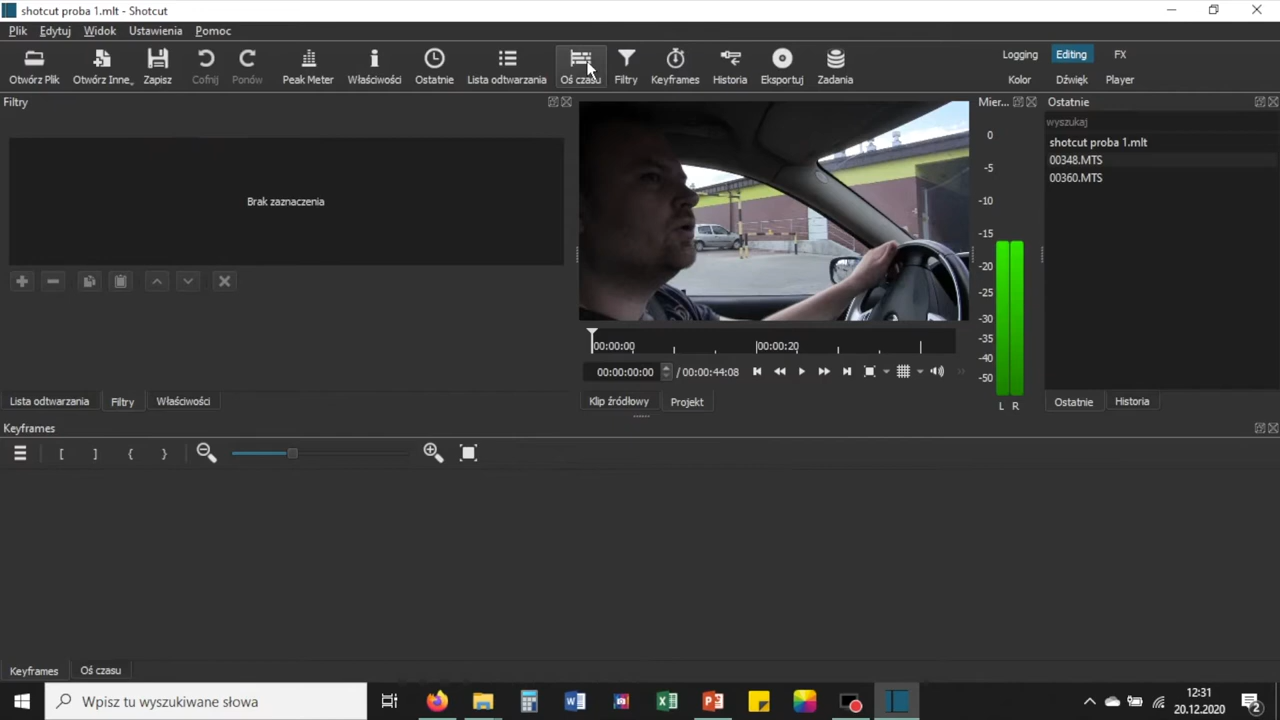 shotcut proba 1.mlt - Shotcut
Plik Edytuj Widok Ustawienia Pomoc
Otwórz Plik Otwórz Inne... Zapisz Cofnij Ponów Peak Meter Właściwości Ostatnie Lista odtwarzania Oś czasu Filtry Keyframes Historia Eksportuj Zadania
Logging Editing FX
Kolor Dźwięk Player
Filtry
Mier...
Ostatnie
wyszukaj
shotcut proba 1.mlt
00348.MTS
00360.MTS
Brak zaznaczenia
0
-5
-10
-15
-20
-25
-30
-35
-40
-50
L R
00:00:00 00:00:20
00:00:00:00 / 00:00:44:08
Lista odtwarzania Filtry Właściwości
Klip źródłowy Projekt
Ostatnie Historia
Keyframes
[ ] { }
Keyframes Oś czasu
Wpisz tu wyszukiwane słowa
12:31
20.12.2020
2